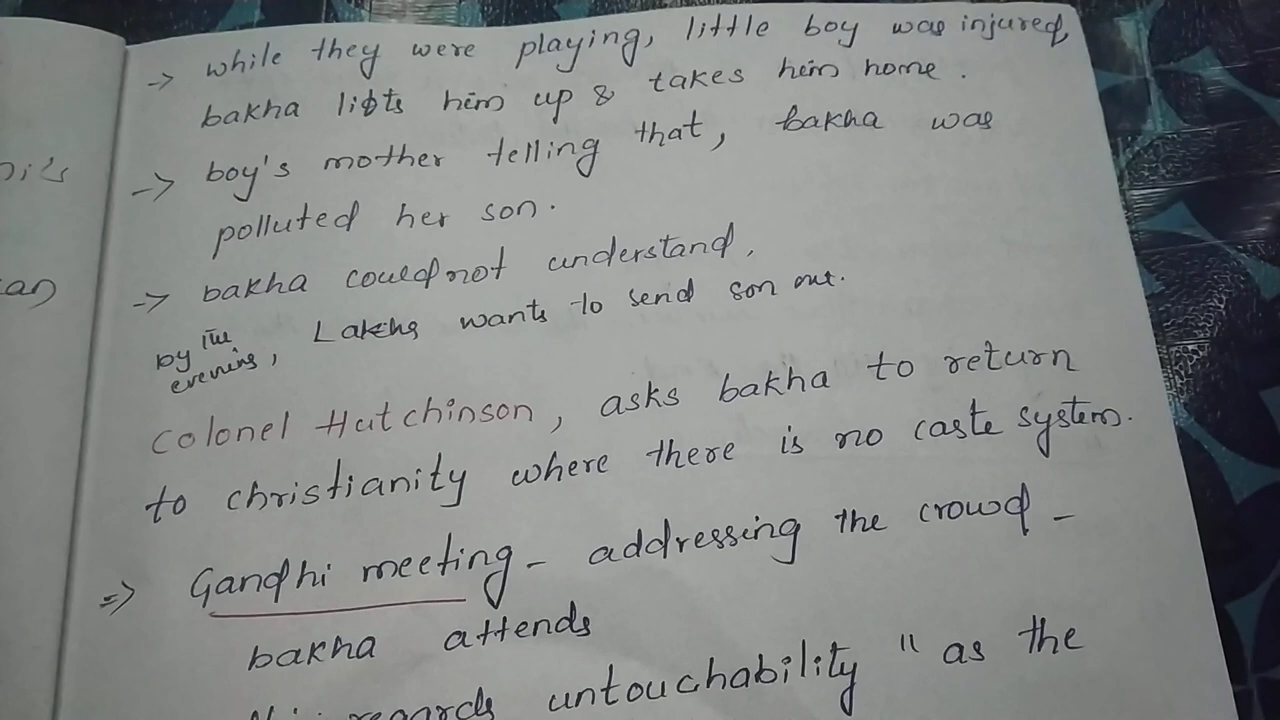 -> while they were playing, little boy was injured,
bakha lifts him up & takes him home.
-> boy's mother telling that, bakha was
polluted her son.
-> bakha could not understand.
by the evening, Lakha wants to send son out.
Colonel Hutchinson, asks bakha to return
to christianity where there is no caste system.
=> Gandhi meeting - addressing the crowd -
bakha attends
regards untouchability " as the